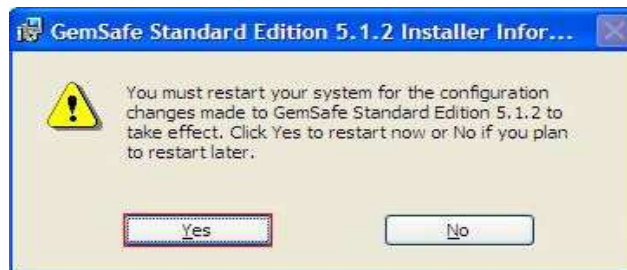 GemSafe Standard Edition 5.1.2 Installer Infor...
You must restart your system for the configuration
changes made to GemSafe Standard Edition 5.1.2 to
take effect. Click Yes to restart now or No if you plan
to restart later.
Yes
No